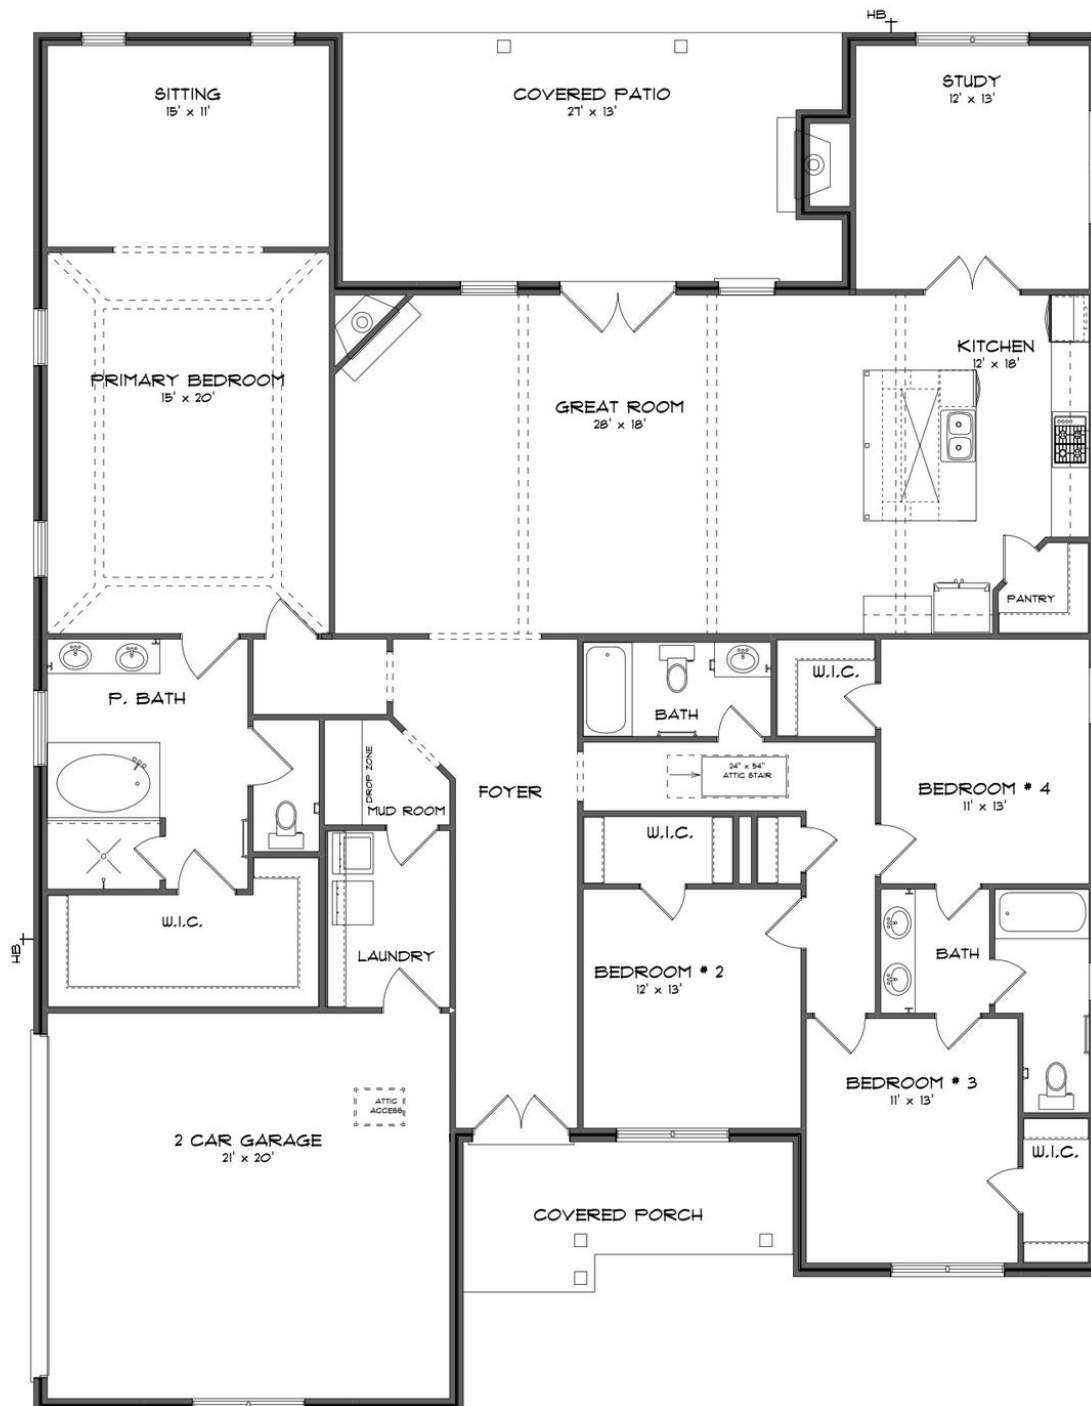 HB
SITTING
15' x 11'
COVERED PATIO
27' x 13'
STUDY
12' x 13'
KITCHEN
12' x 18'
PRIMARY BEDROOM
15' x 20'
GREAT ROOM
28' x 18'
PANTRY
P. BATH
BATH
W.I.C.
DROP ZONE
MUD ROOM
FOYER
24" x 54"
ATTIC STAIR
BEDROOM # 4
11' x 13'
W.I.C.
W.I.C.
HB
LAUNDRY
BEDROOM # 2
12' x 13'
BATH
BEDROOM # 3
11' x 13'
ATTIC
ACCESS
2 CAR GARAGE
21' x 20'
W.I.C.
COVERED PORCH